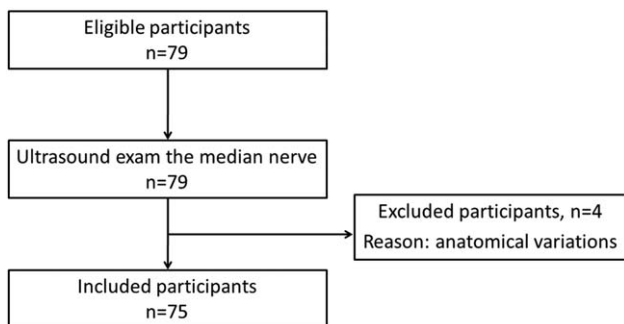 Eligible participants
n=79
Ultrasound exam the median nerve
n=79
Excluded participants, n=4
Reason: anatomical variations
Included participants
n=75